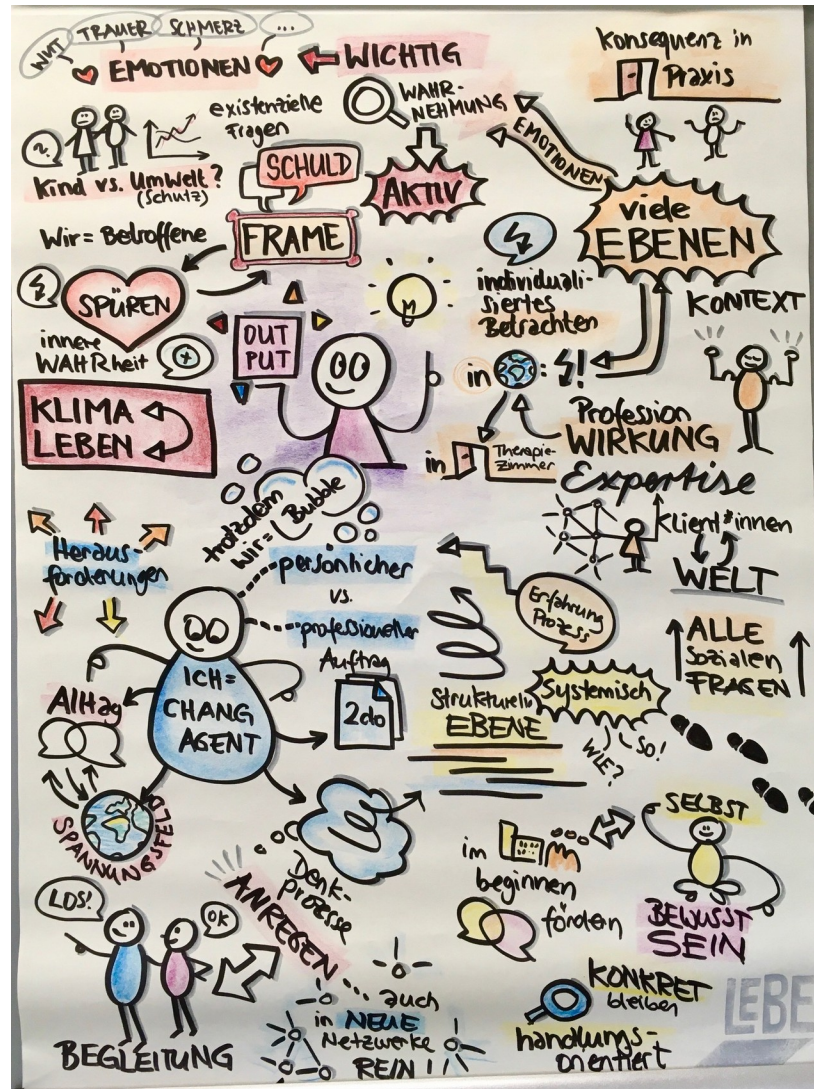 WUT
TRAUER
SCHMERZ
...
EMOTIONEN
WICHTIG
Konsequenz in
Praxis
WAHR-
NEHMUNG
EMOTIONEN
existenzielle
Fragen
?
Kind vs. Umwelt?
(Schutz)
SCHULD
AKTIV
viele
EBENEN
Wir = Betroffene
FRAME
SPÜREN
innere
WAHRheit
OUT
PUT
individuali-
siertes
Betrachten
KONTEXT
in
:
!
KLIMA
LEBEN
Profession
WIRKUNG
in
Therapie-
zimmer
Expertise
Klient*innen
WELT
trotzdem
wir = Bubble
Heraus-
forderungen
persönlicher
vs.
professioneller
Auftrag
Erfahrung
Prozess
ALLE
Sozialen
FRAGEN
ICH =
CHANG
AGENT
Alltag
2do
Systemisch
Strukturelle
EBENE
WIE?
So!
SPANNUNGSFELD
Denk-
prozesse
ANREGEN
SELBST
im
beginnen
fördern
BEWUSST
SEIN
LOS!
OK
BEGLEITUNG
... auch
in NEUE
Netzwerke
REIN!
KONKRET
bleiben
handlungs-
orientiert
LEBE